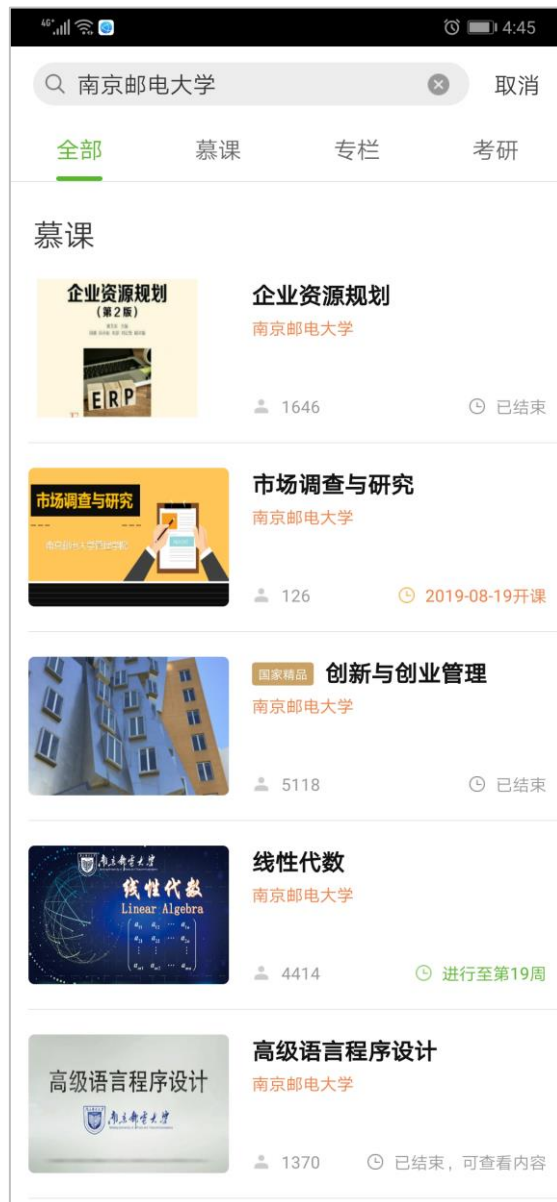 4G+
4:45
南京邮电大学
取消
全部
慕课
专栏
考研
慕课
企业资源规划
（第2版）
ERP
企业资源规划
南京邮电大学
1646
已结束
市场调查与研究
市场调查与研究
南京邮电大学
126
2019-08-19开课
国家精品 创新与创业管理
南京邮电大学
5118
已结束
南京邮电大学
线性代数
Linear Algebra
线性代数
南京邮电大学
4414
进行至第19周
高级语言程序设计
南京邮电大学
高级语言程序设计
南京邮电大学
1370
已结束，可查看内容